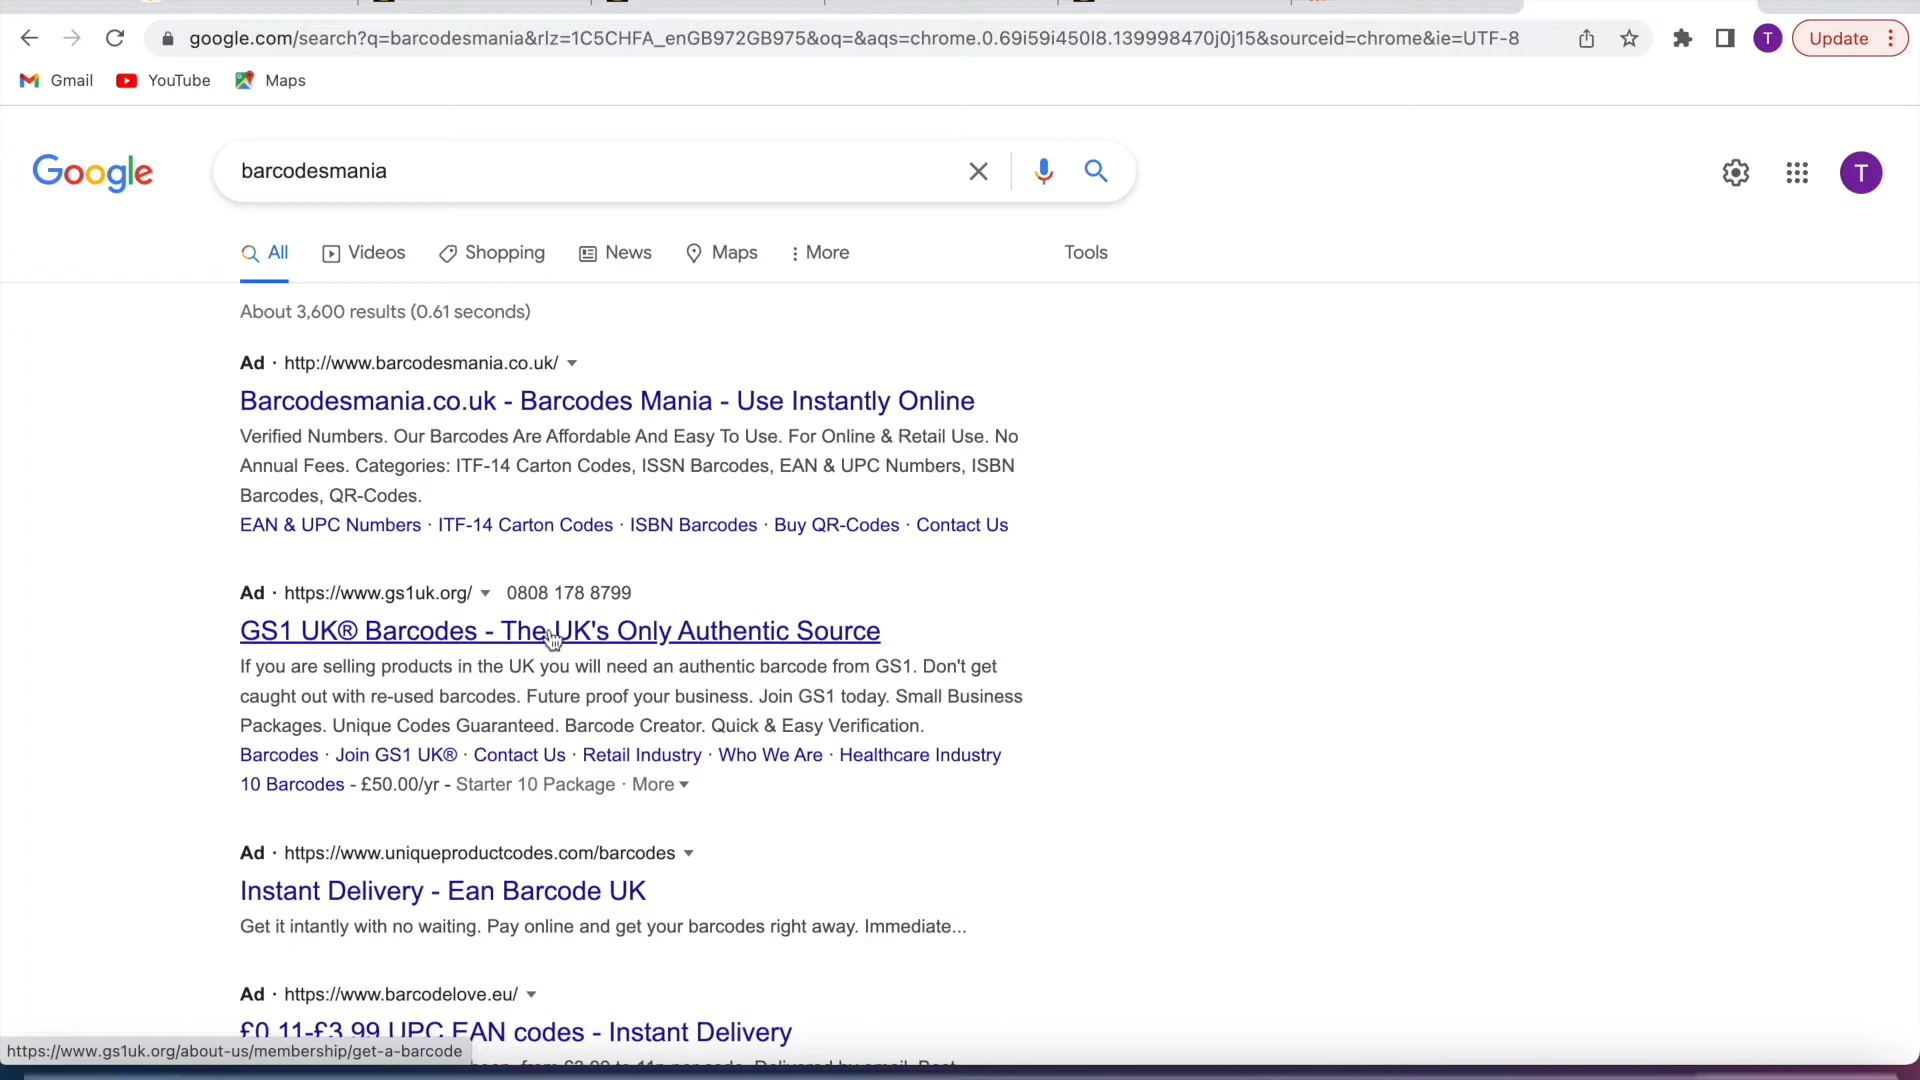 google.com/search?q=barcodesmania&rlz=1C5CHFA_enGB972GB975&oq=&aqs=chrome.0.69i59i450l8.139998470j0j15&sourceid=chrome&ie=UTF-8
T
Update
Gmail
YouTube
Maps
Google
barcodesmania
T
All
Videos
Shopping
News
Maps
More
Tools
About 3,600 results (0.61 seconds)
Ad · http://www.barcodesmania.co.uk/
Barcodesmania.co.uk - Barcodes Mania - Use Instantly Online
Verified Numbers. Our Barcodes Are Affordable And Easy To Use. For Online & Retail Use. No
Annual Fees. Categories: ITF-14 Carton Codes, ISSN Barcodes, EAN & UPC Numbers, ISBN
Barcodes, QR-Codes.
EAN & UPC Numbers · ITF-14 Carton Codes · ISBN Barcodes · Buy QR-Codes · Contact Us
Ad · https://www.gs1uk.org/ 0808 178 8799
GS1 UK® Barcodes - The UK's Only Authentic Source
If you are selling products in the UK you will need an authentic barcode from GS1. Don't get
caught out with re-used barcodes. Future proof your business. Join GS1 today. Small Business
Packages. Unique Codes Guaranteed. Barcode Creator. Quick & Easy Verification.
Barcodes · Join GS1 UK® · Contact Us · Retail Industry · Who We Are · Healthcare Industry
10 Barcodes - £50.00/yr - Starter 10 Package · More
Ad · https://www.uniqueproductcodes.com/barcodes
Instant Delivery - Ean Barcode UK
Get it intantly with no waiting. Pay online and get your barcodes right away. Immediate...
Ad · https://www.barcodelove.eu/
£0.11-£3.99 UPC EAN codes - Instant Delivery
https://www.gs1uk.org/about-us/membership/get-a-barcode